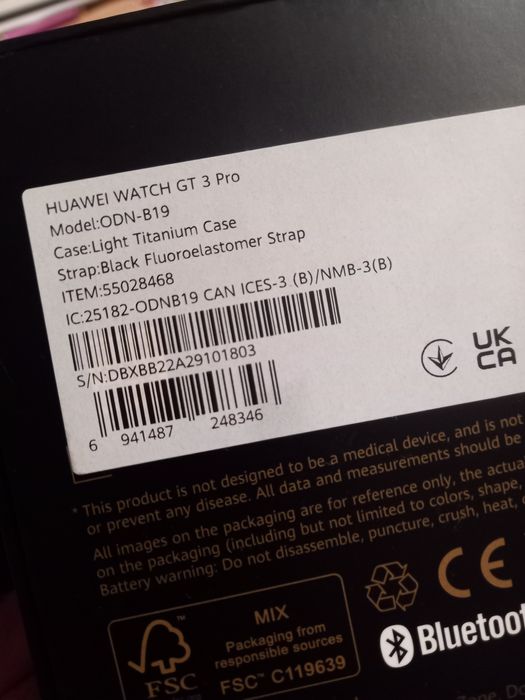 HUAWEI WATCH GT 3 Pro
Model:ODN-B19
Case:Light Titanium Case
Strap:Black Fluoroelastomer Strap
ITEM:55028468
IC:25182-ODNB19 CAN ICES-3 (B)/NMB-3(B)
S/N:DBXBB22A29101803
6 941487 248346
UK
CA
* This product is not designed to be a medical device, and is not
or prevent any disease. All data and measurements should be
All images on the packaging are for reference only, the actual
on the packaging (including but not limited to colors, shape,
Battery warning: Do not disassemble, puncture, crush, heat,
CE
FSC
MIX
Packaging from
responsible sources
FSC™ C119639
Bluetoot